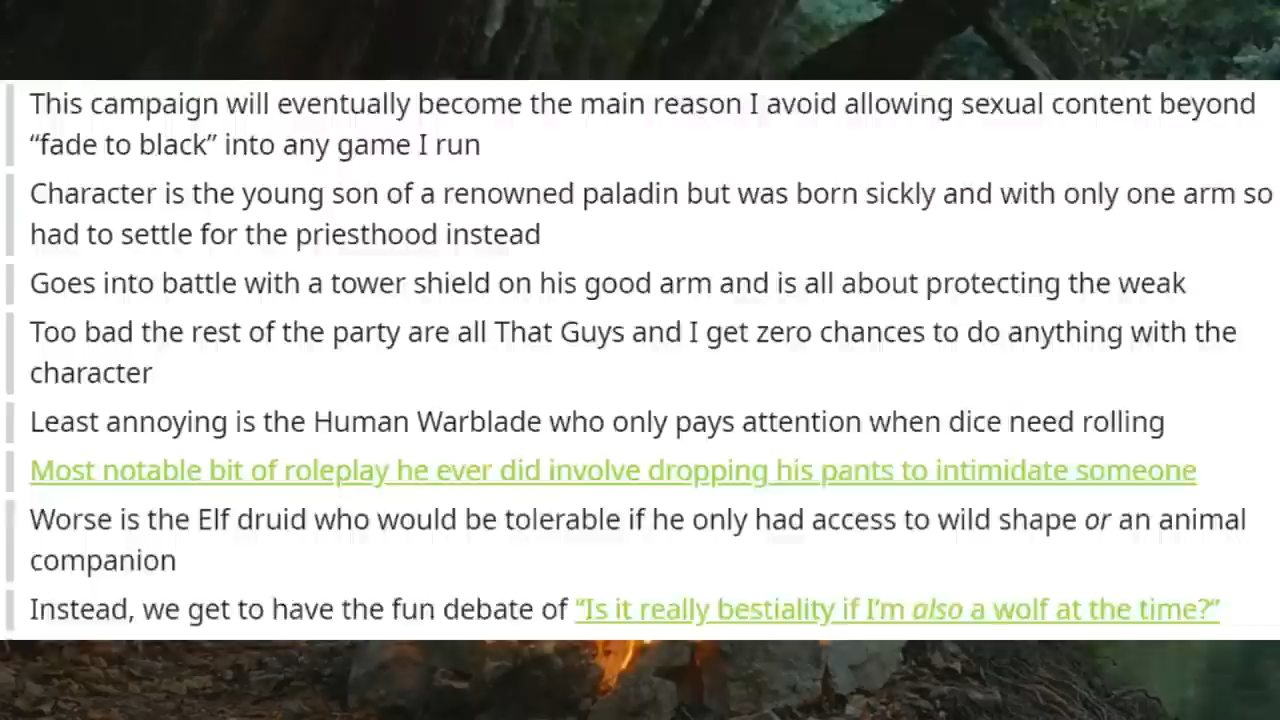 This campaign will eventually become the main reason I avoid allowing sexual content beyond
“fade to black” into any game I run
Character is the young son of a renowned paladin but was born sickly and with only one arm so
had to settle for the priesthood instead
Goes into battle with a tower shield on his good arm and is all about protecting the weak
Too bad the rest of the party are all That Guys and I get zero chances to do anything with the
character
Least annoying is the Human Warblade who only pays attention when dice need rolling
Most notable bit of roleplay he ever did involve dropping his pants to intimidate someone
Worse is the Elf druid who would be tolerable if he only had access to wild shape or an animal
companion
Instead, we get to have the fun debate of “Is it really bestiality if I’m also a wolf at the time?”